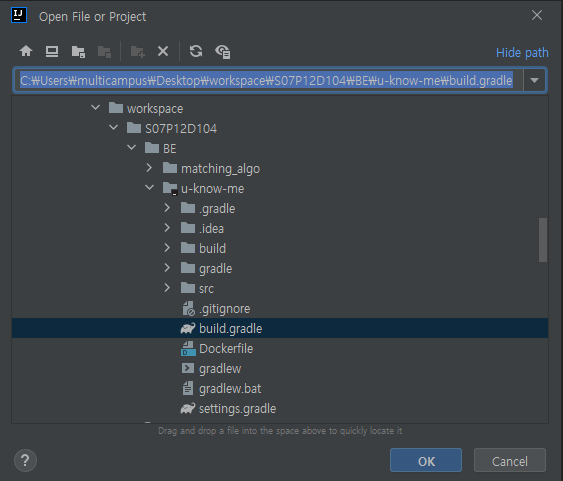 IJ Open File or Project
Hide path
C:₩Users₩multicampus₩Desktop₩workspace₩S07P12D104₩BE₩u-know-me₩build.gradle
workspace
S07P12D104
BE
matching_algo
u-know-me
.gradle
.idea
build
gradle
src
.gitignore
build.gradle
Dockerfile
gradlew
gradlew.bat
settings.gradle
Drag and drop a file into the space above to quickly locate it
?
OK
Cancel